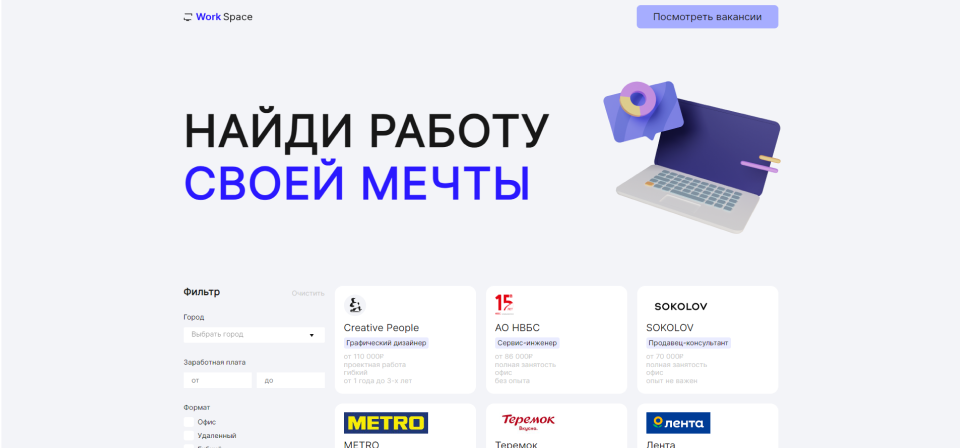 Work Space
Посмотреть вакансии
НАЙДИ РАБОТУ
СВОЕЙ МЕЧТЫ
Фильтр
Очистить
Город
Выбрать город
Заработная плата
от
до
Формат
Офис
Удаленный
Creative People
Графический дизайнер
от 110 000₽
проектная работа
гибкий
от 1 года до 3-х лет
15
АО НВБС
Сервис-инженер
от 86 000₽
полная занятость
офис
без опыта
SOKOLOV
SOKOLOV
Продавец-консультант
от 70 000₽
полная занятость
офис
опыт не важен
METRO
METRO
Теремок
Вкусно.
Теремок
лента
Лента